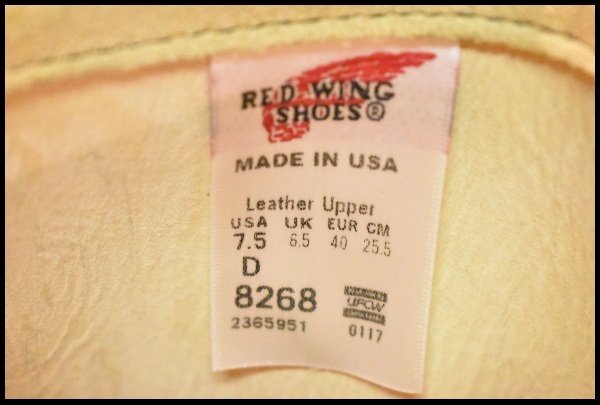 RED WING
SHOES®
MADE IN USA
Leather Upper
USA UK EUR CM
7.5 6.5 40 25.5
D
8268 UFCW
2365951 0117